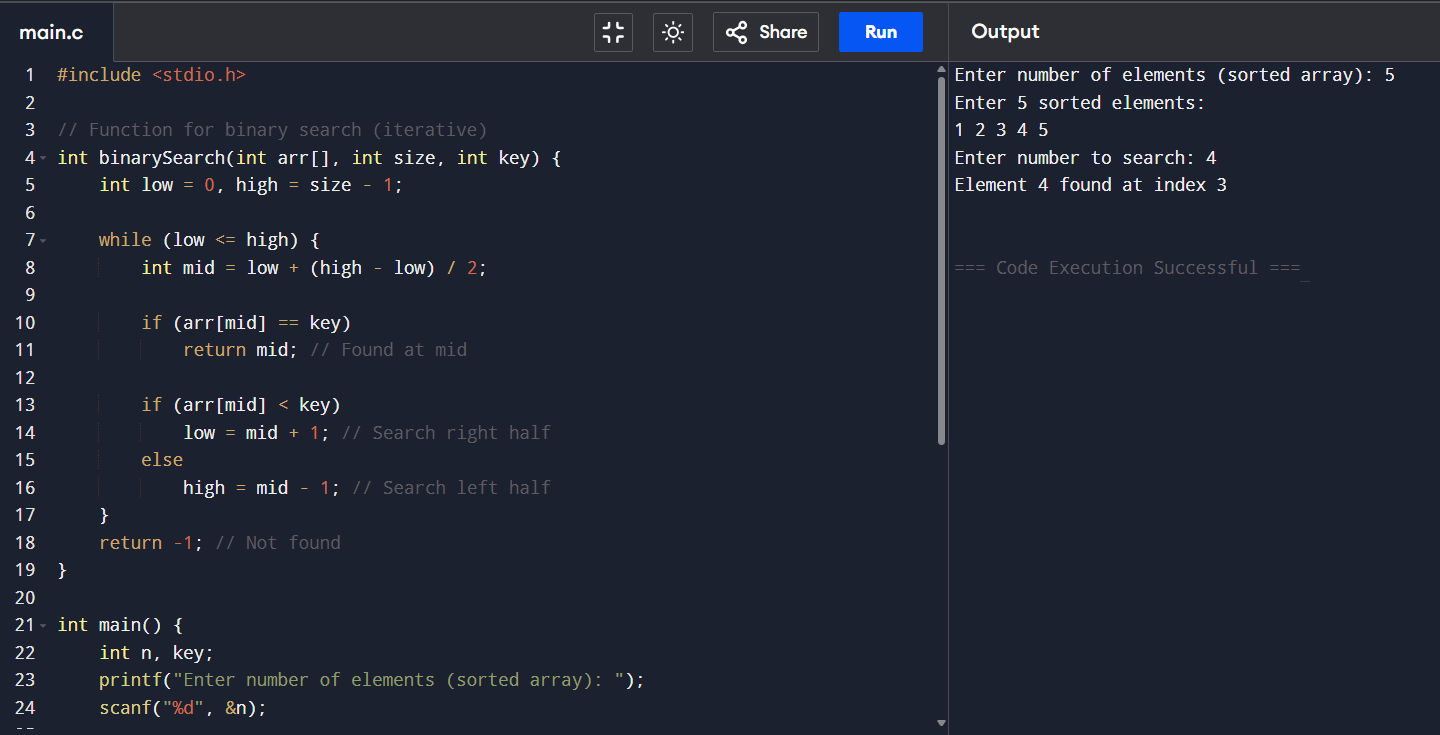 main.c
Share
Run
Output
1 #include <stdio.h>
2
3 // Function for binary search (iterative)
4 int binarySearch(int arr[], int size, int key) {
5     int low = 0, high = size - 1;
6
7     while (low <= high) {
8         int mid = low + (high - low) / 2;
9
10         if (arr[mid] == key)
11             return mid; // Found at mid
12
13         if (arr[mid] < key)
14             low = mid + 1; // Search right half
15         else
16             high = mid - 1; // Search left half
17     }
18     return -1; // Not found
19 }
20
21 int main() {
22     int n, key;
23     printf("Enter number of elements (sorted array): ");
24     scanf("%d", &n);
Enter number of elements (sorted array): 5
Enter 5 sorted elements:
1 2 3 4 5
Enter number to search: 4
Element 4 found at index 3
=== Code Execution Successful ===_